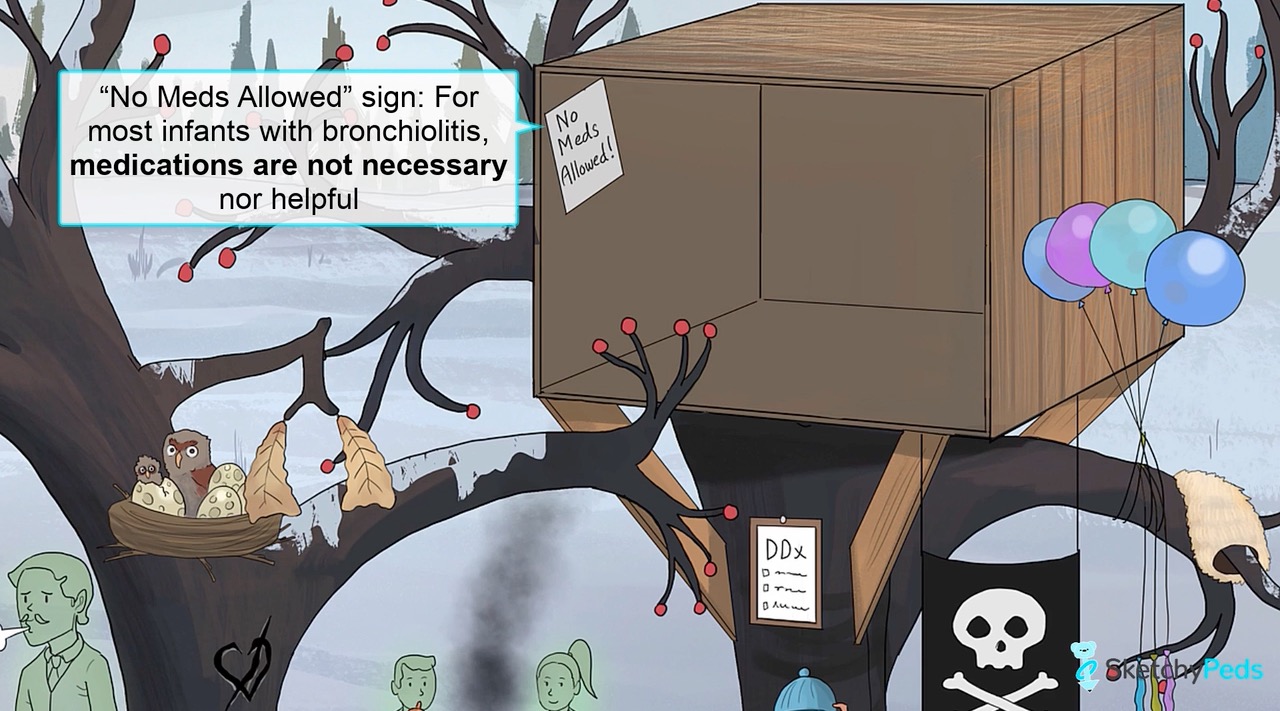 “No Meds Allowed” sign: For
most infants with bronchiolitis,
medications are not necessary
nor helpful
No
Meds
Allowed!
DDx
SketchyPeds